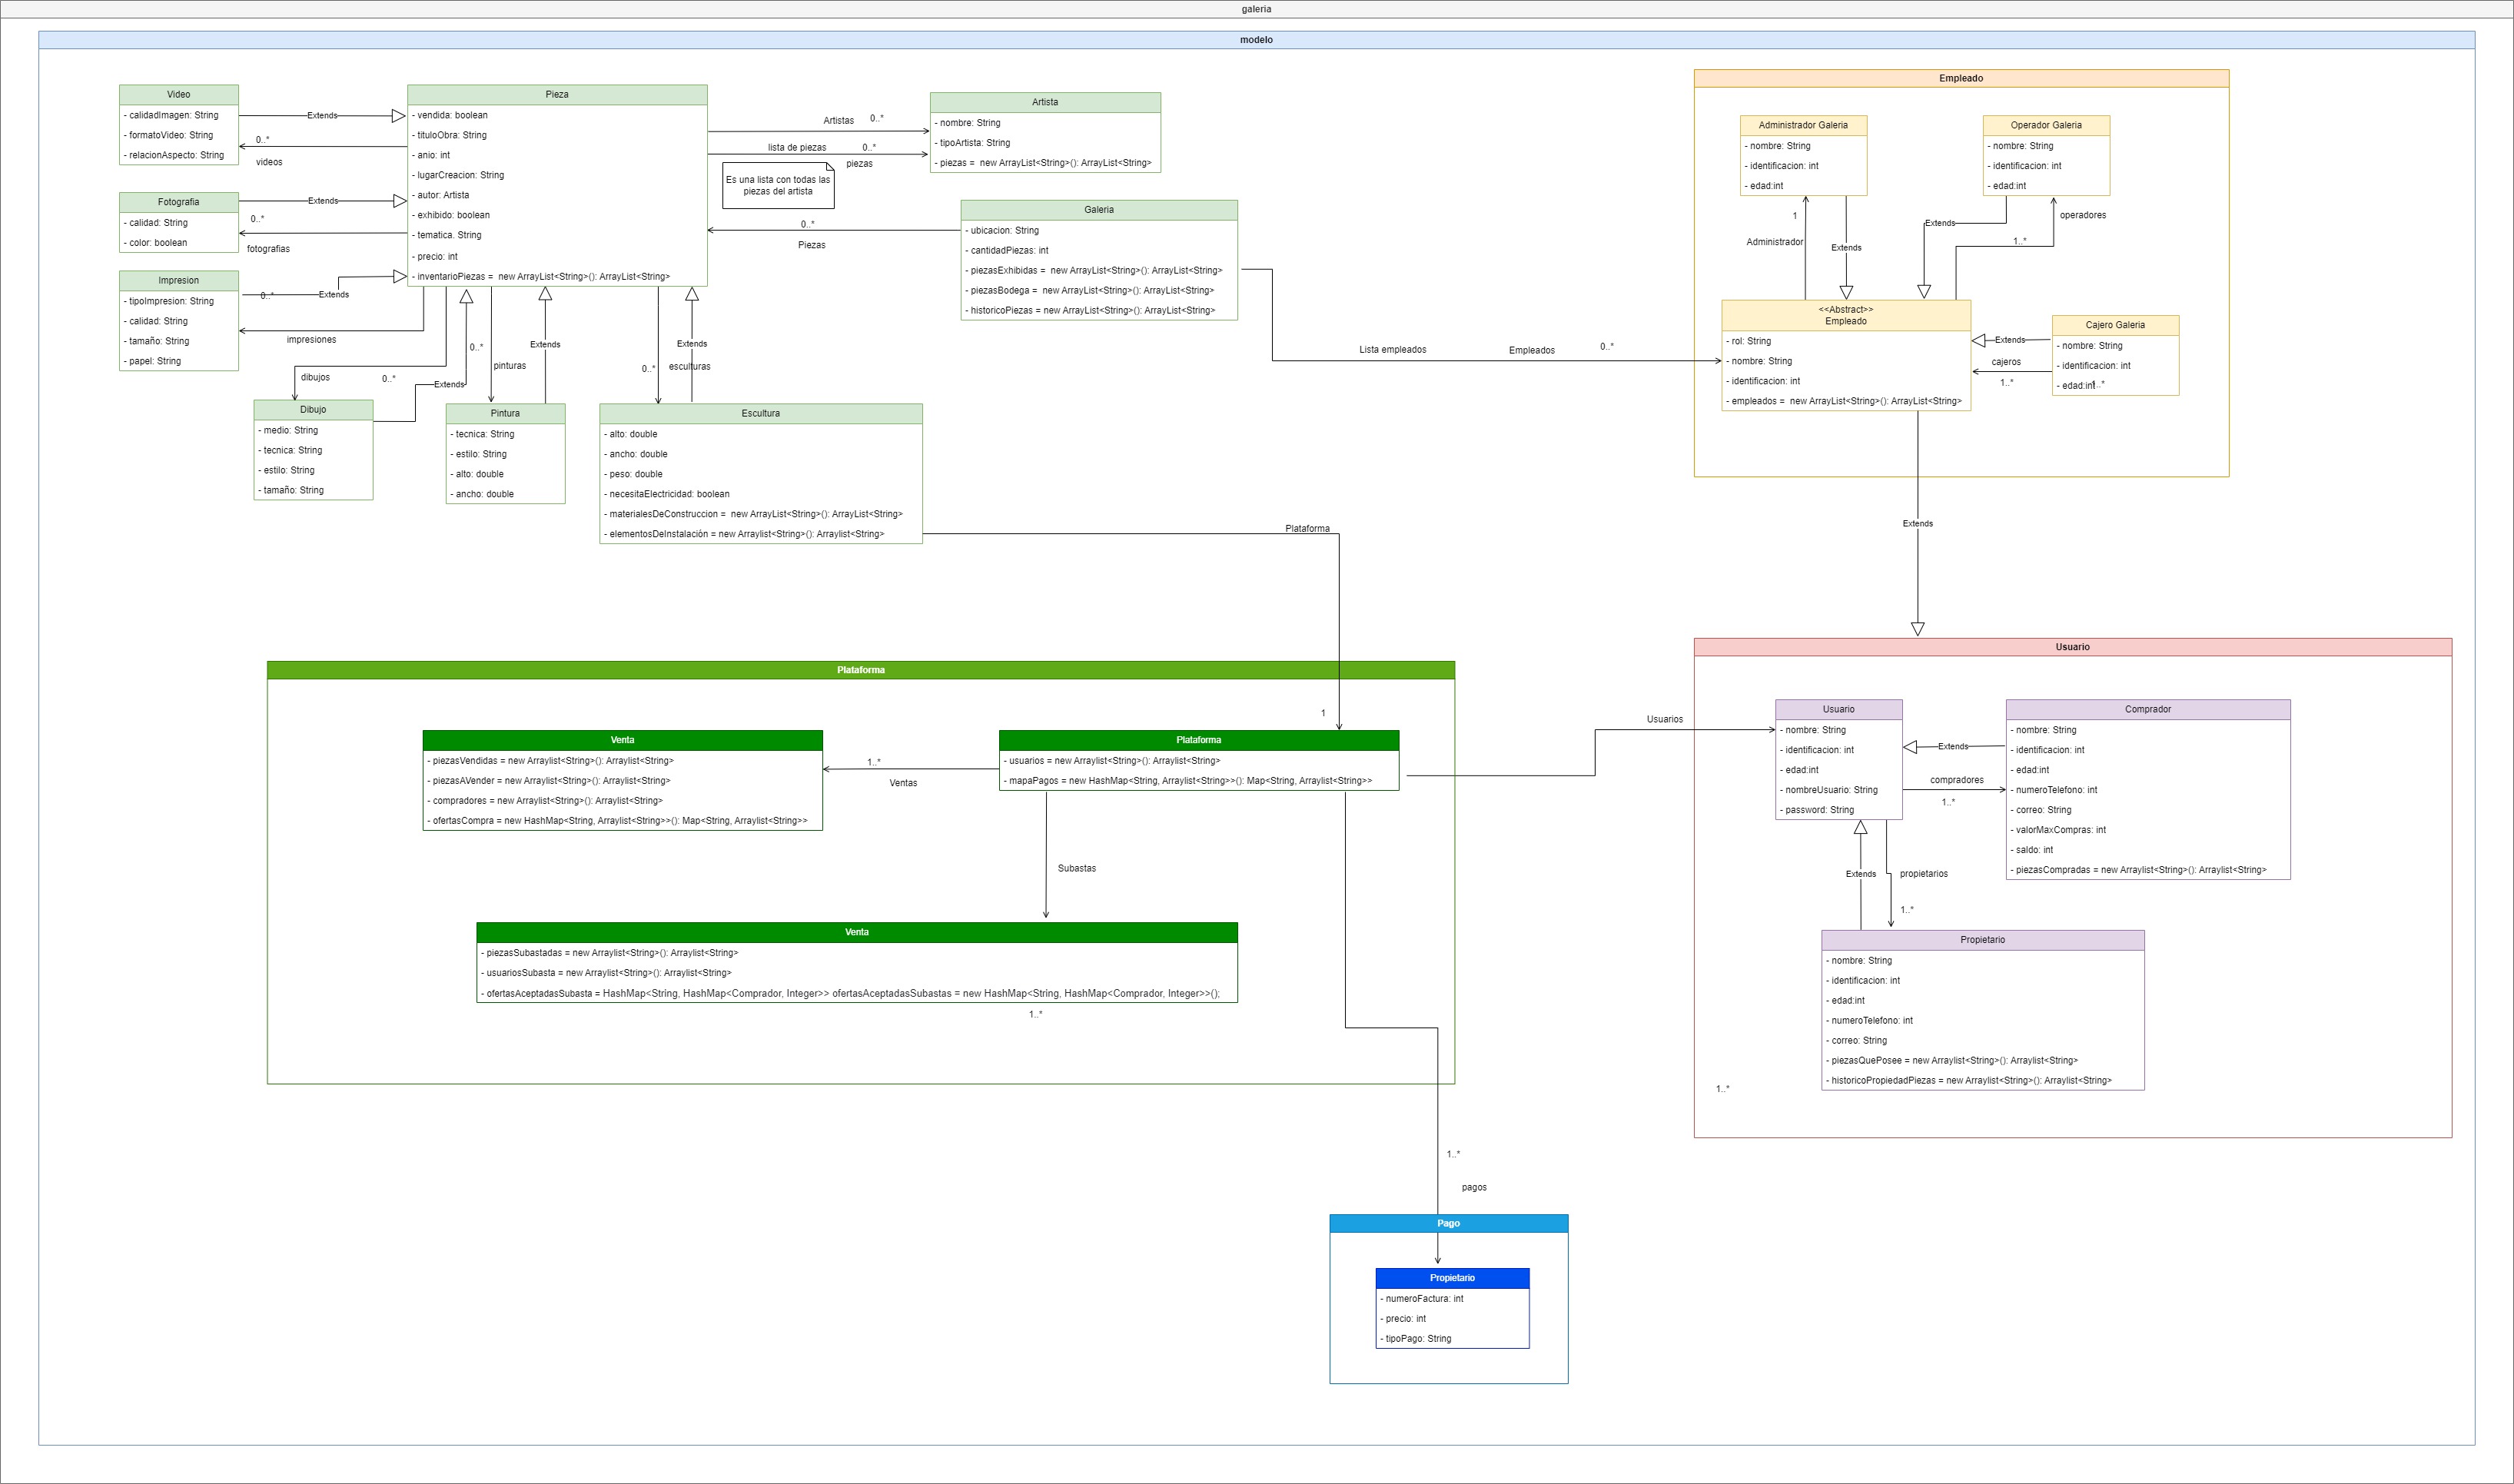 galeria
modelo
Video
- calidadImagen: String
- formatoVideo: String
- relacionAspecto: String
Extends
0..*
videos
Fotografia
- calidad: String
- color: boolean
Extends
0..*
fotografias
Impresion
- tipoImpresion: String
- calidad: String
- tamaño: String
- papel: String
0..*
Extends
impresiones
Pieza
- vendida: boolean
- tituloObra: String
- anio: int
- lugarCreacion: String
- autor: Artista
- exhibido: boolean
- tematica. String
- precio: int
- inventarioPiezas = new ArrayList<String>(): ArrayList<String>
Artistas
0..*
lista de piezas
0..*
piezas
Es una lista con todas las
piezas del artista
0..*
Piezas
Artista
- nombre: String
- tipoArtista: String
- piezas = new ArrayList<String>(): ArrayList<String>
Galeria
- ubicacion: String
- cantidadPiezas: int
- piezasExhibidas = new ArrayList<String>(): ArrayList<String>
- piezasBodega = new ArrayList<String>(): ArrayList<String>
- historicoPiezas = new ArrayList<String>(): ArrayList<String>
dibujos
0..*
Extends
0..*
pinturas
Extends
0..*
Extends
esculturas
Dibujo
- medio: String
- tecnica: String
- estilo: String
- tamaño: String
Pintura
- tecnica: String
- estilo: String
- alto: double
- ancho: double
Escultura
- alto: double
- ancho: double
- peso: double
- necesitaElectricidad: boolean
- materialesDeConstruccion = new ArrayList<String>(): ArrayList<String>
- elementosDeInstalaciòn = new Arraylist<String>(): Arraylist<String>
Lista empleados
Empleados
0..*
Plataforma
1
Empleado
Administrador Galeria
- nombre: String
- identificacion: int
- edad:int
Operador Galeria
- nombre: String
- identificacion: int
- edad:int
1
Administrador
Extends
Extends
1..*
operadores
<<Abstract>>
Empleado
- rol: String
- nombre: String
- identificacion: int
- empleados = new ArrayList<String>(): ArrayList<String>
Extends
cajeros
1..*
Cajero Galeria
- nombre: String
- identificacion: int
- edad:int
1..*
Extends
Plataforma
Venta
- piezasVendidas = new Arraylist<String>(): Arraylist<String>
- piezasAVender = new Arraylist<String>(): Arraylist<String>
- compradores = new Arraylist<String>(): Arraylist<String>
- ofertasCompra = new HashMap<String, Arraylist<String>>(): Map<String, Arraylist<String>>
1..*
Ventas
Plataforma
- usuarios = new Arraylist<String>(): Arraylist<String>
- mapaPagos = new HashMap<String, Arraylist<String>>(): Map<String, Arraylist<String>>
Subastas
Venta
- piezasSubastadas = new Arraylist<String>(): Arraylist<String>
- usuariosSubasta = new Arraylist<String>(): Arraylist<String>
- ofertasAceptadasSubasta = HashMap<String, HashMap<Comprador, Integer>> ofertasAceptadasSubastas = new HashMap<String, HashMap<Comprador, Integer>>();
1..*
Usuarios
Usuario
Usuario
- nombre: String
- identificacion: int
- edad:int
- nombreUsuario: String
- password: String
Extends
compradores
1..*
Comprador
- nombre: String
- identificacion: int
- edad:int
- numeroTelefono: int
- correo: String
- valorMaxCompras: int
- saldo: int
- piezasCompradas = new Arraylist<String>(): Arraylist<String>
Extends
propietarios
1..*
Propietario
- nombre: String
- identificacion: int
- edad:int
- numeroTelefono: int
- correo: String
- piezasQuePosee = new Arraylist<String>(): Arraylist<String>
- historicoPropiedadPiezas = new Arraylist<String>(): Arraylist<String>
1..*
1..*
pagos
Pago
Propietario
- numeroFactura: int
- precio: int
- tipoPago: String